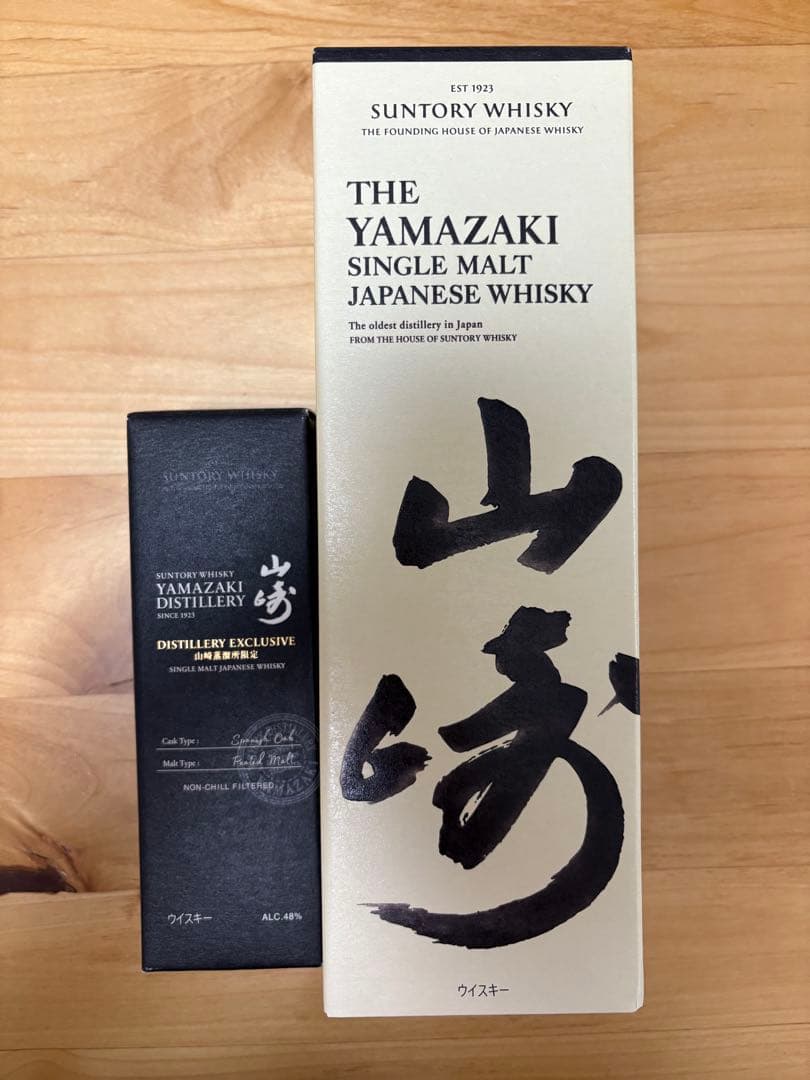 EST 1923
SUNTORY WHISKY
THE FOUNDING HOUSE OF JAPANESE WHISKY
THE
YAMAZAKI
SINGLE MALT
JAPANESE WHISKY
The oldest distillery in Japan
FROM THE HOUSE OF SUNTORY WHISKY
山
崎
ウイスキー
SUNTORY WHISKY
SUNTORY WHISKY
YAMAZAKI
DISTILLERY
SINCE 1923
山崎
DISTILLERY EXCLUSIVE
山崎蒸溜所限定
SINGLE MALT JAPANESE WHISKY
Cask Type : Spanish Oak
Malt Type : Peated Malt
NON-CHILL FILTERED
ウイスキー ALC.48%